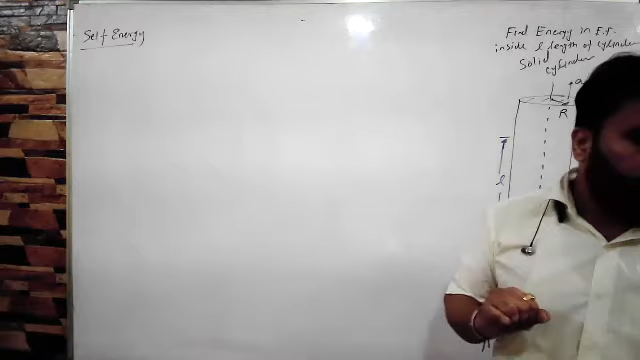 Self Energy
Find Energy in E.F.
inside l length of cylinder
Solid
cylinder
R
l